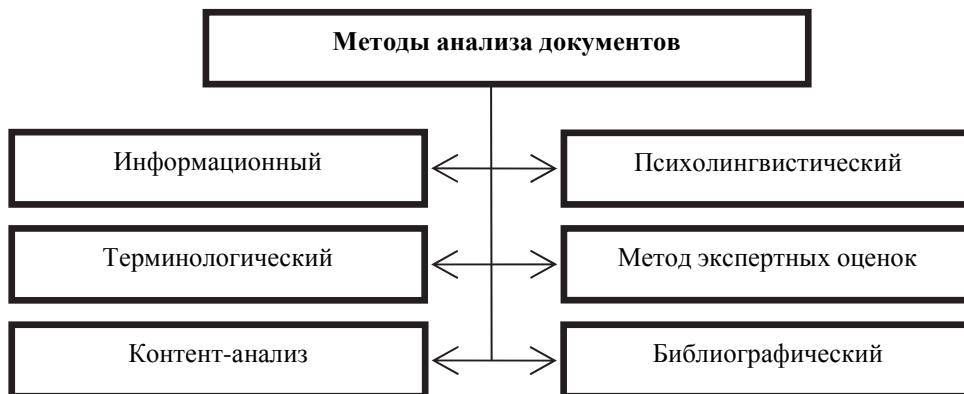 Методы анализа документов
Информационный
Психолингвистический
Терминологический
Метод экспертных оценок
Контент-анализ
Библиографический